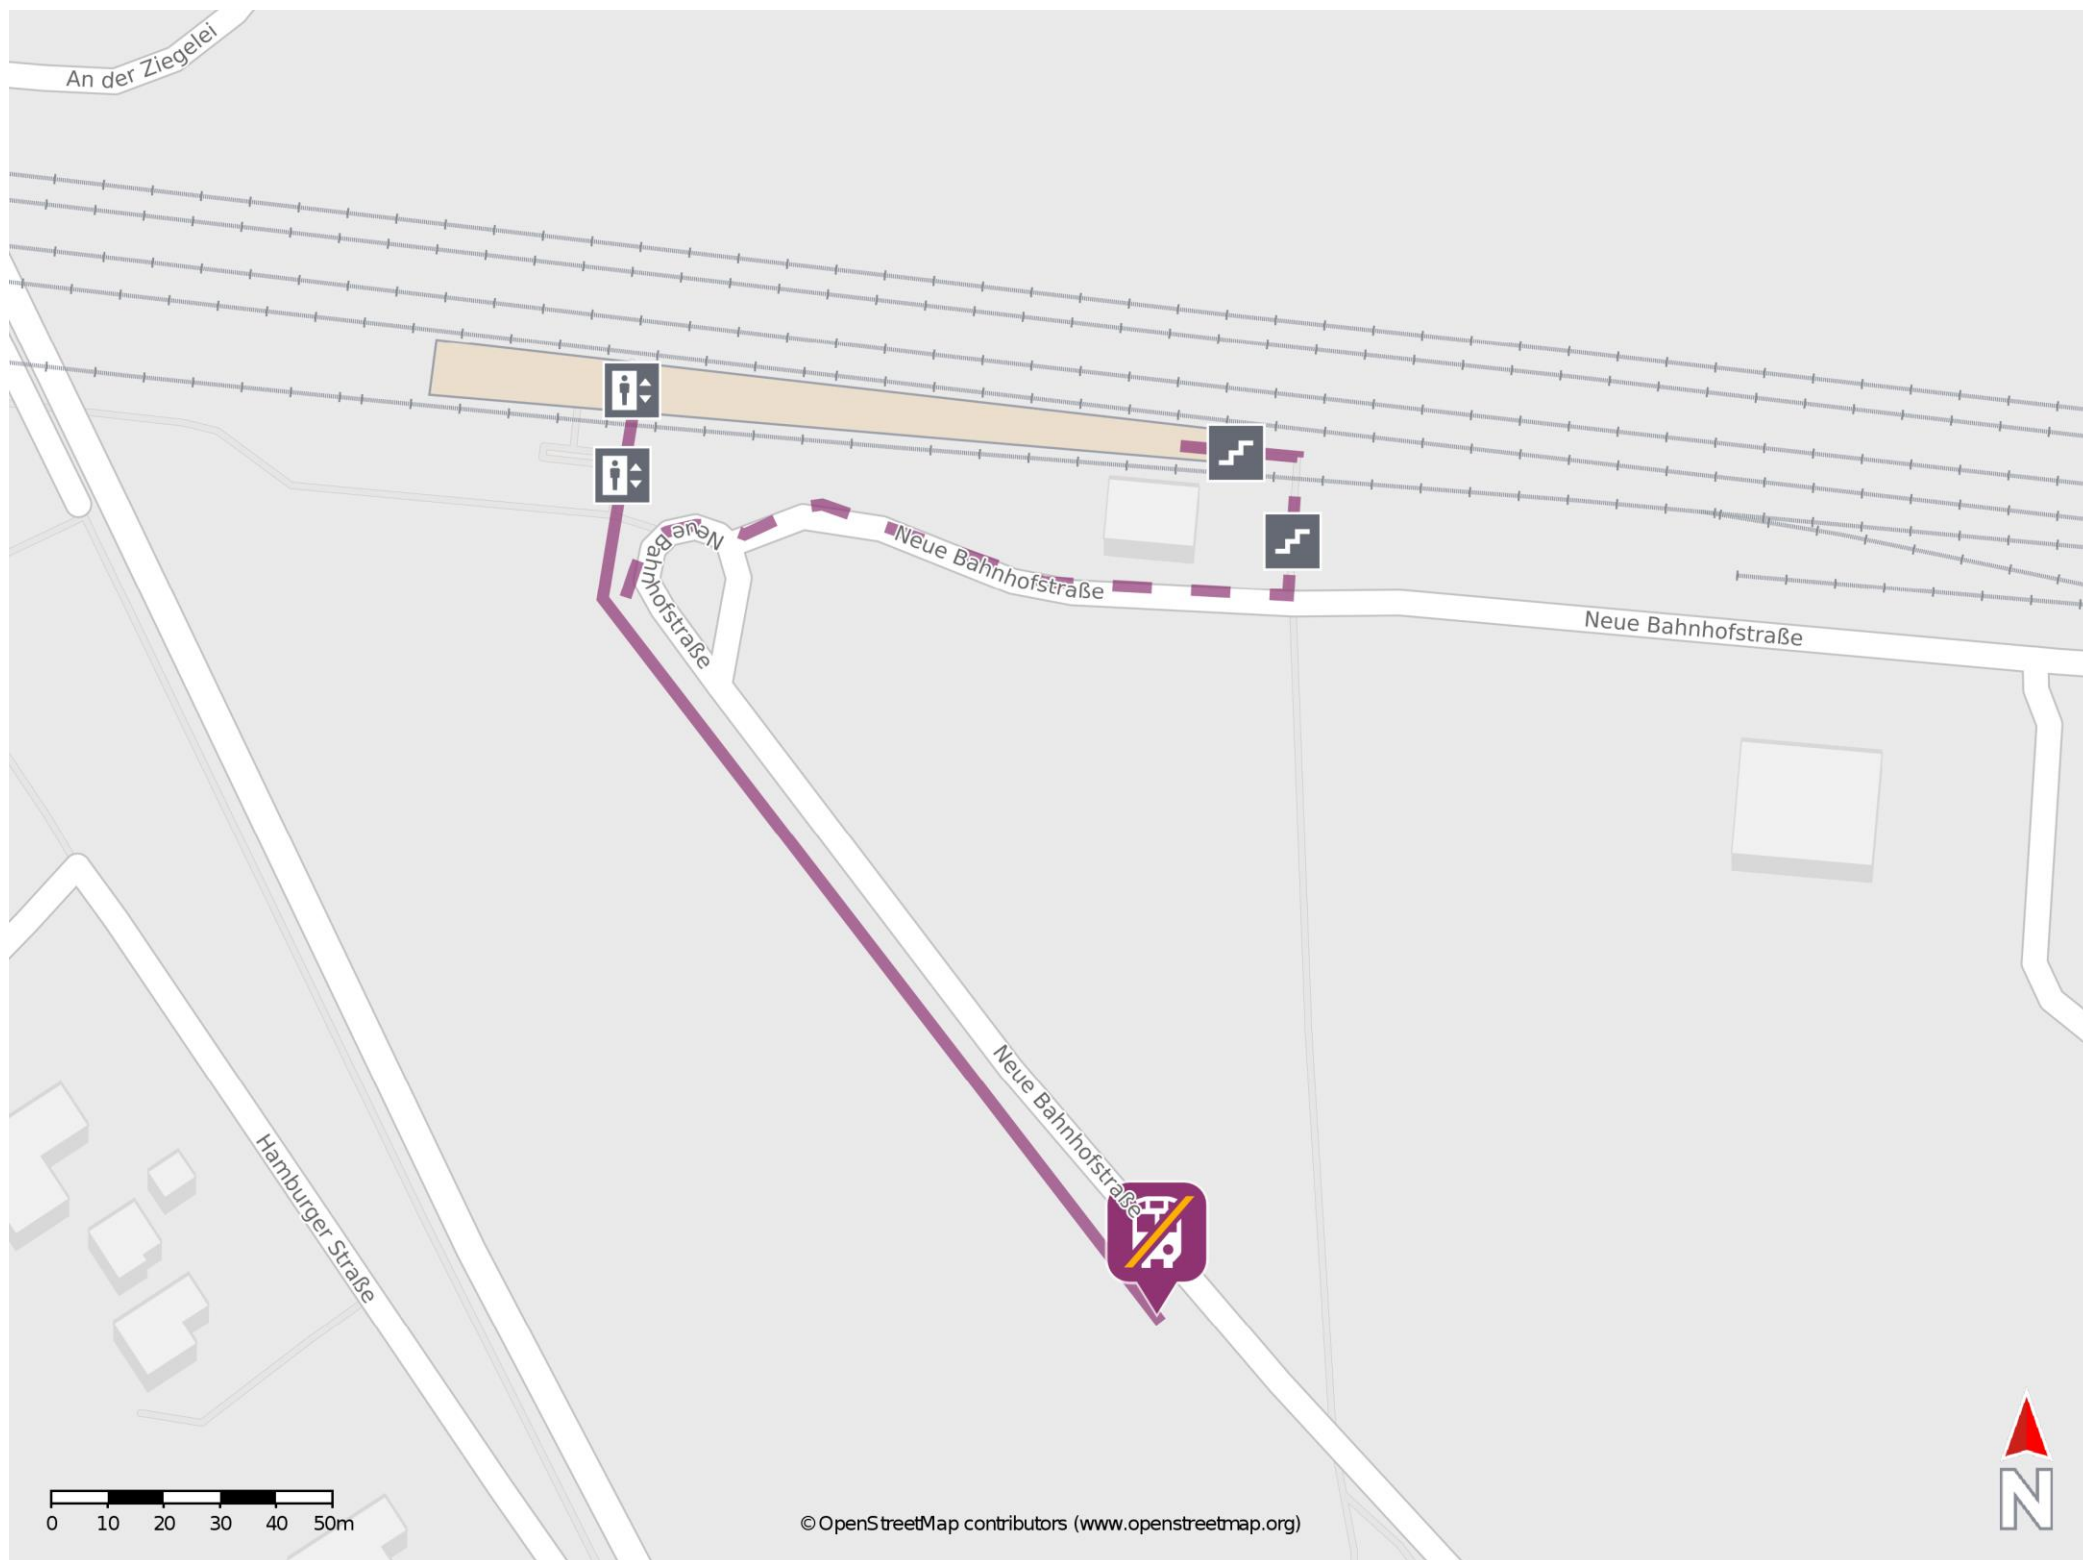 An der Ziegelei
Neue Bahnhofstraße
Neue Bahnhofstraße
Neue Bahnhofstraße
Neue Bahnhofstraße
Hamburger Straße
0 10 20 30 40 50m
© OpenStreetMap contributors (www.openstreetmap.org)
N